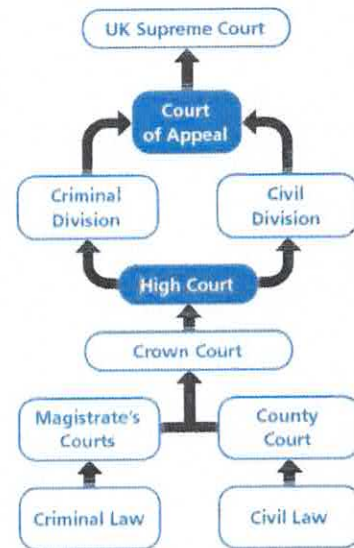 UK Supreme Court
Court
of Appeal
Criminal
Division
Civil
Division
High Court
Crown Court
Magistrate's
Courts
County
Court
Criminal Law
Civil Law